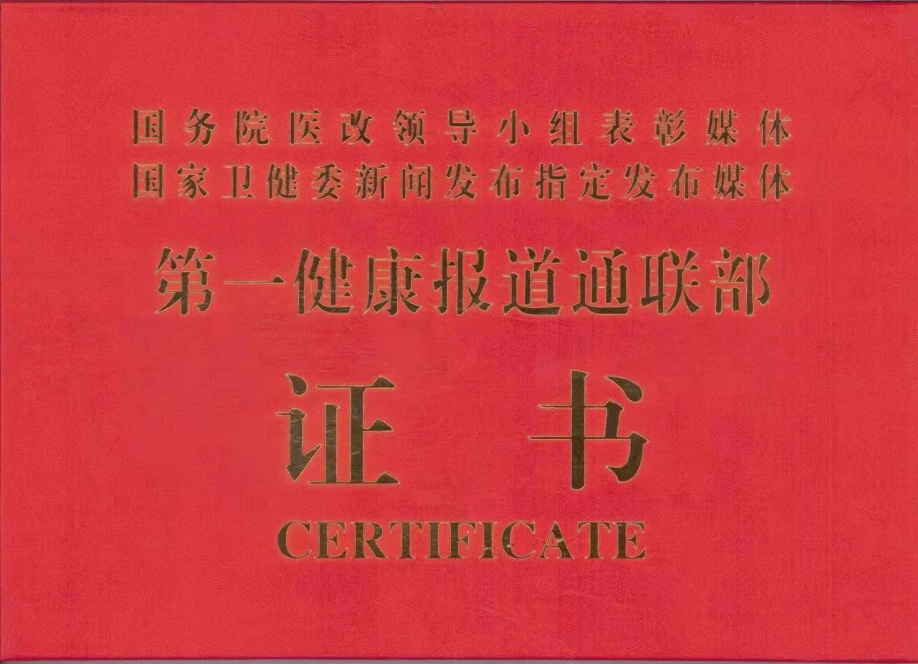 国务院医改领导小组表彰媒体
国家卫健委新闻发布指定发布媒体
第一健康报道通联部
证书
CERTIFICATE